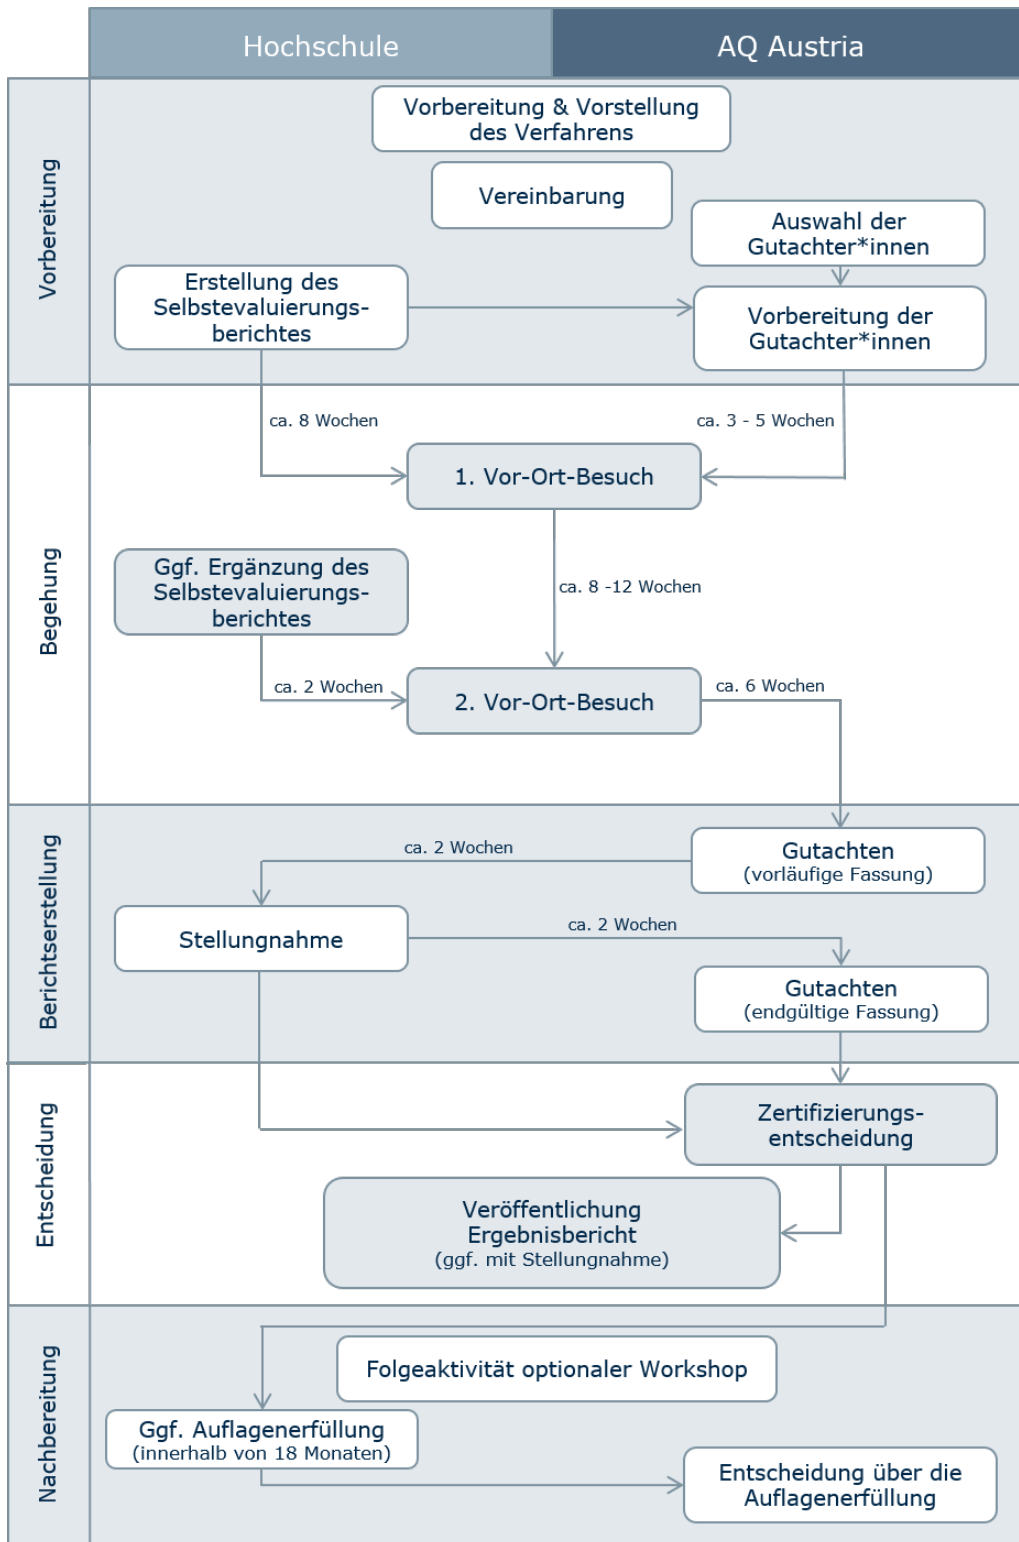 Hochschule
AQ Austria
Vorbereitung
Vorbereitung & Vorstellung
des Verfahrens
Vereinbarung
Auswahl der
Gutachter*innen
Erstellung des
Selbstevaluierungs-
berichtes
Vorbereitung der
Gutachter*innen
Begehung
ca. 8 Wochen
ca. 3 - 5 Wochen
1. Vor-Ort-Besuch
Ggf. Ergänzung des
Selbstevaluierungs-
berichtes
ca. 8 -12 Wochen
ca. 2 Wochen
2. Vor-Ort-Besuch
ca. 6 Wochen
Berichtserstellung
Gutachten
(vorläufige Fassung)
ca. 2 Wochen
Stellungnahme
ca. 2 Wochen
Gutachten
(endgültige Fassung)
Entscheidung
Zertifizierungs-
entscheidung
Veröffentlichung
Ergebnisbericht
(ggf. mit Stellungnahme)
Nachbereitung
Folgeaktivität optionaler Workshop
Ggf. Auflagenerfüllung
(innerhalb von 18 Monaten)
Entscheidung über die
Auflagenerfüllung